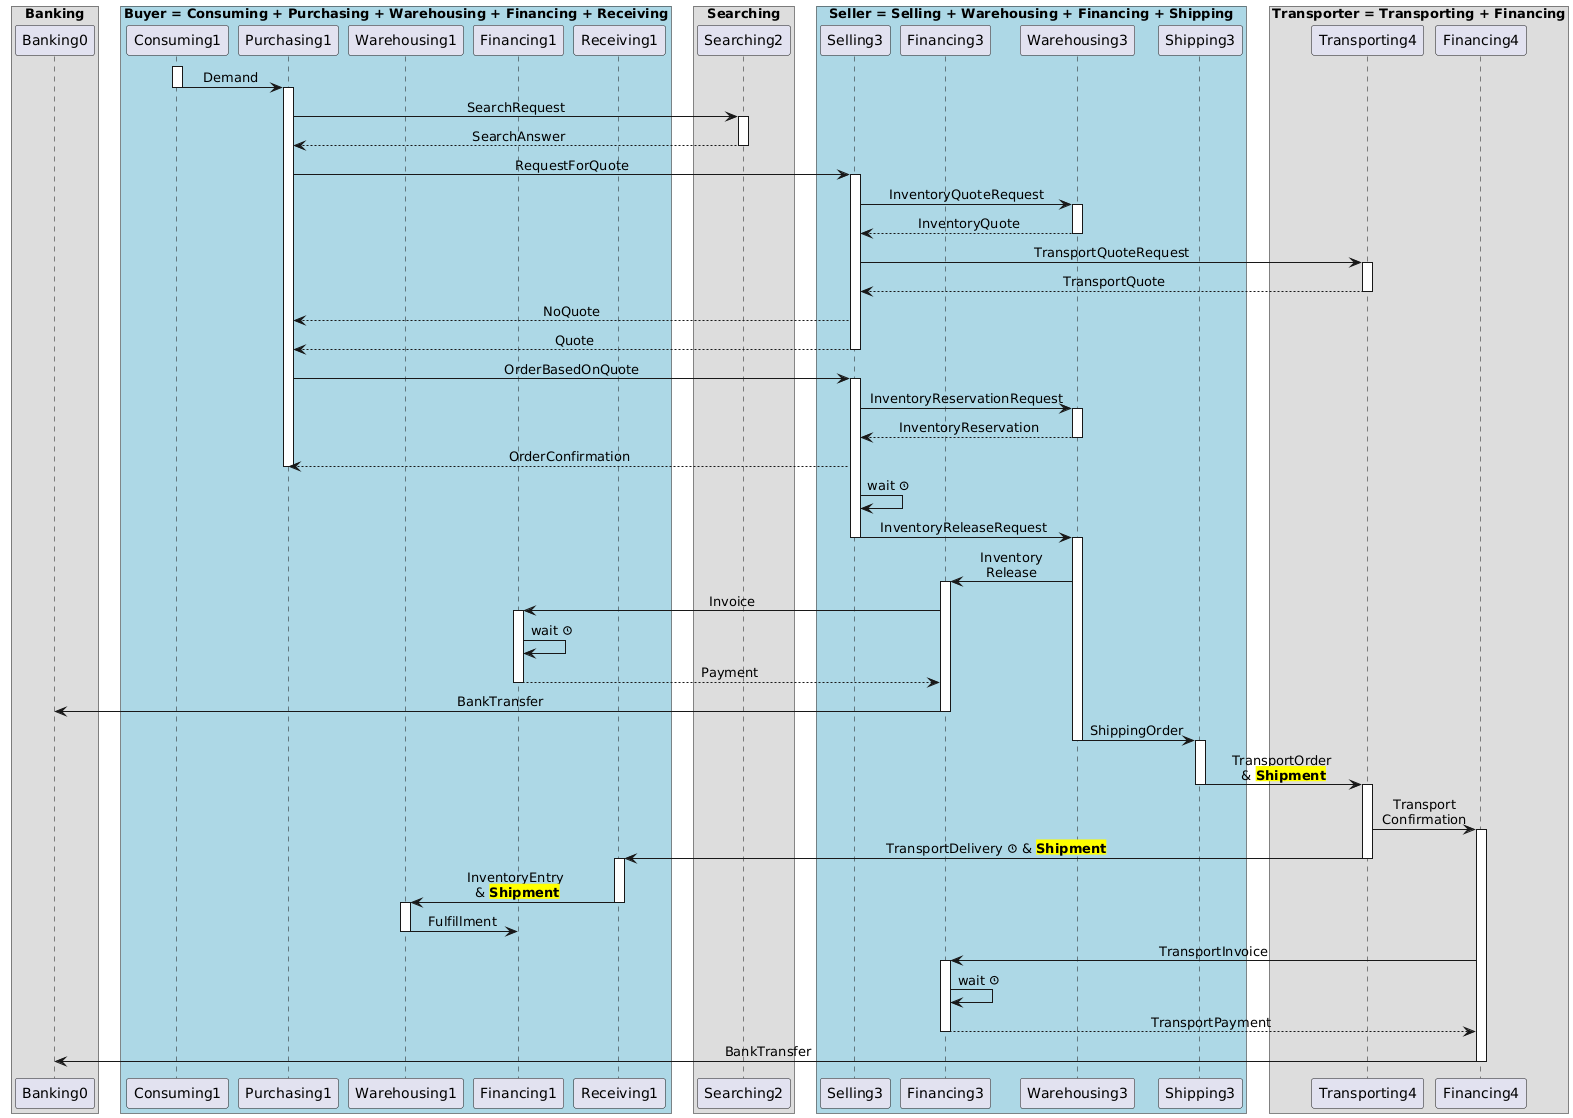 Banking
Buyer = Consuming + Purchasing + Warehousing + Financing + Receiving
Searching
Seller = Selling + Warehousing + Financing + Shipping
Transporter = Transporting + Financing
Banking0
Consuming1
Purchasing1
Warehousing1
Financing1
Receiving1
Searching2
Selling3
Financing3
Warehousing3
Shipping3
Transporting4
Financing4
Demand
SearchRequest
SearchAnswer
RequestForQuote
InventoryQuoteRequest
InventoryQuote
TransportQuoteRequest
TransportQuote
NoQuote
Quote
OrderBasedOnQuote
InventoryReservationRequest
InventoryReservation
OrderConfirmation
wait
InventoryReleaseRequest
Inventory
Release
Invoice
wait
Payment
BankTransfer
ShippingOrder
TransportOrder
& Shipment
Transport
Confirmation
TransportDelivery & Shipment
InventoryEntry
& Shipment
Fulfillment
TransportInvoice
wait
TransportPayment
BankTransfer
Banking0
Consuming1
Purchasing1
Warehousing1
Financing1
Receiving1
Searching2
Selling3
Financing3
Warehousing3
Shipping3
Transporting4
Financing4